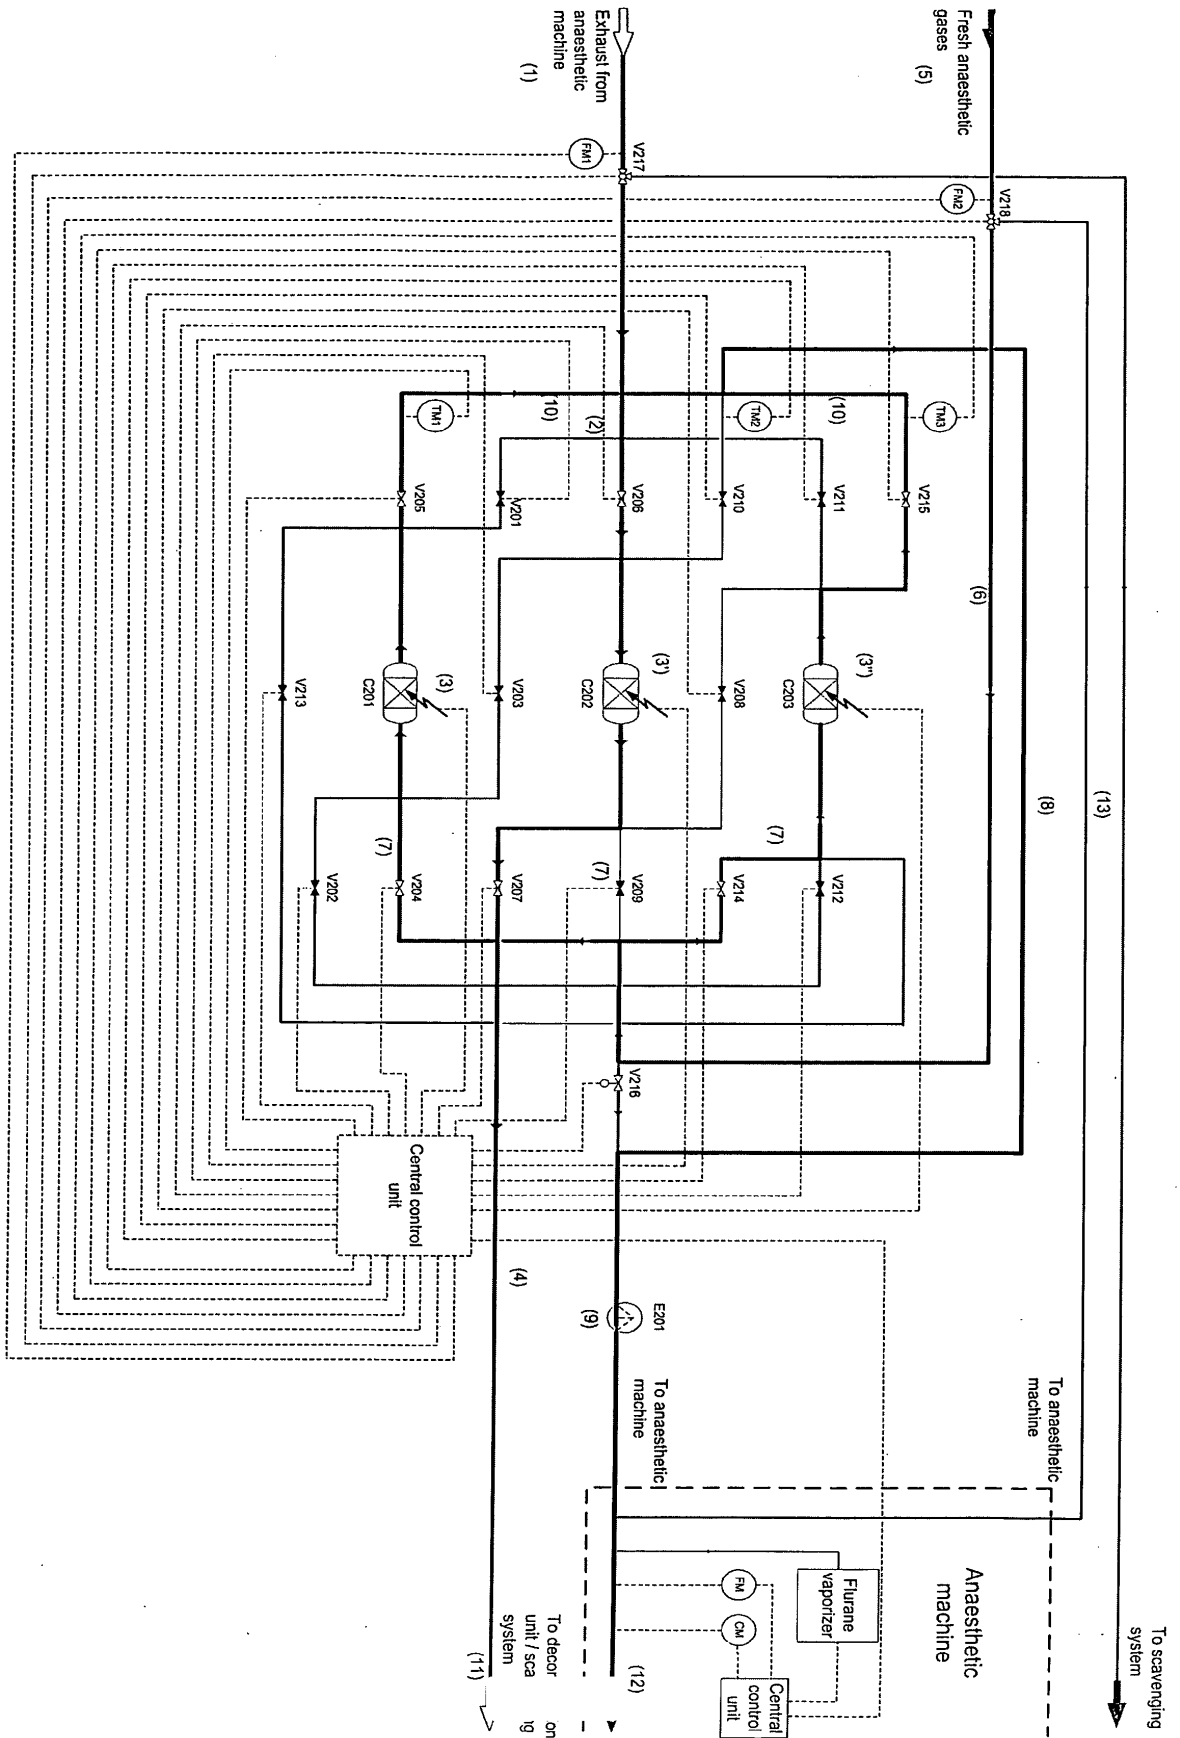 Fresh anaesthetic
gases
(5)
Exhaust from
anaesthetic
machine
(1)
V218
FM2
V217
FM1
TM3
TM2
TM1
(10)
(10)
(2)
V215
V211
V210
V206
V201
V205
(6)
(3'')
C203
V208
(3')
C202
V203
(3)
C201
V213
(13)
(8)
(7)
V212
V214
(7)
V209
V207
(7)
V204
V202
V216
Central control
unit
(4)
E201
(9)
To anaesthetic
machine
To anaesthetic
machine
Anaesthetic
machine
Flurane
vaporizer
FM
CM
Central
control
unit
To scavenging
system
(12)
To decor
unit / sca
system
on
ng
(11)